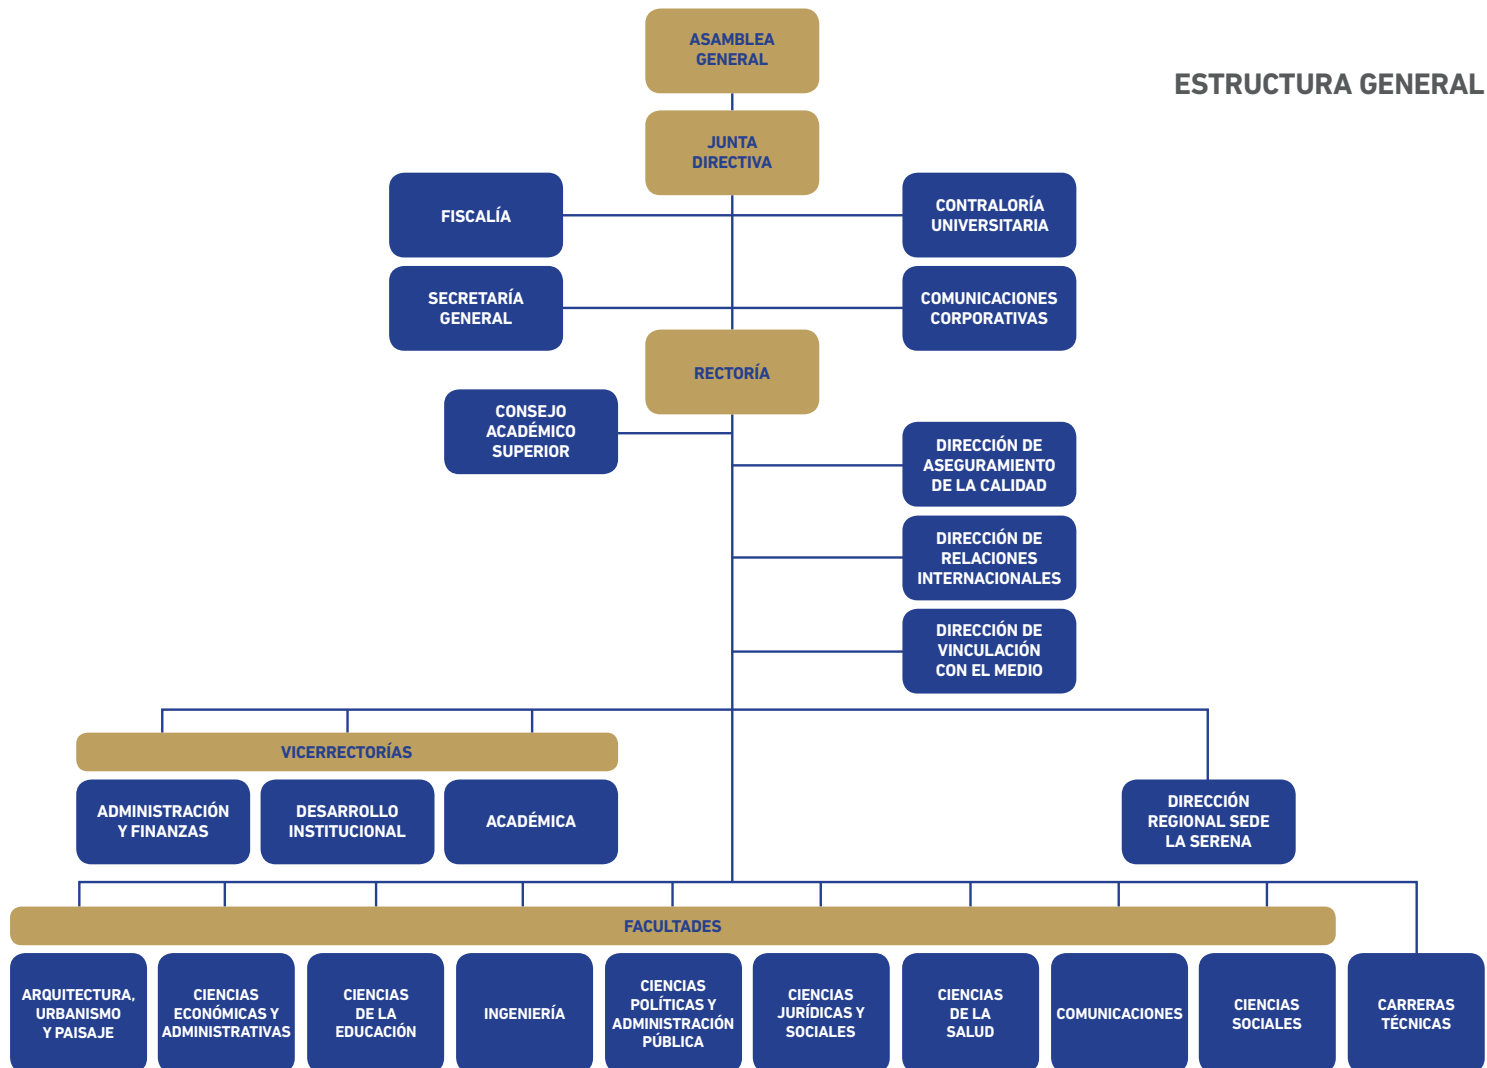 ASAMBLEA
GENERAL
ESTRUCTURA GENERAL
JUNTA
DIRECTIVA
FISCALÍA
CONTRALORÍA
UNIVERSITARIA
SECRETARÍA
GENERAL
COMUNICACIONES
CORPORATIVAS
RECTORÍA
CONSEJO
ACADÉMICO
SUPERIOR
DIRECCIÓN DE
ASEGURAMIENTO
DE LA CALIDAD
DIRECCIÓN DE
RELACIONES
INTERNACIONALES
DIRECCIÓN DE
VINCULACIÓN
CON EL MEDIO
VICERRECTORÍAS
ADMINISTRACIÓN
Y FINANZAS
DESARROLLO
INSTITUCIONAL
ACADÉMICA
DIRECCIÓN
REGIONAL SEDE
LA SERENA
FACULTADES
ARQUITECTURA,
URBANISMO
Y PAISAJE
CIENCIAS
ECONÓMICAS Y
ADMINISTRATIVAS
CIENCIAS
DE LA
EDUCACIÓN
INGENIERÍA
CIENCIAS
POLÍTICAS Y
ADMINISTRACIÓN
PÚBLICA
CIENCIAS
JURÍDICAS Y
SOCIALES
CIENCIAS
DE LA
SALUD
COMUNICACIONES
CIENCIAS
SOCIALES
CARRERAS
TÉCNICAS